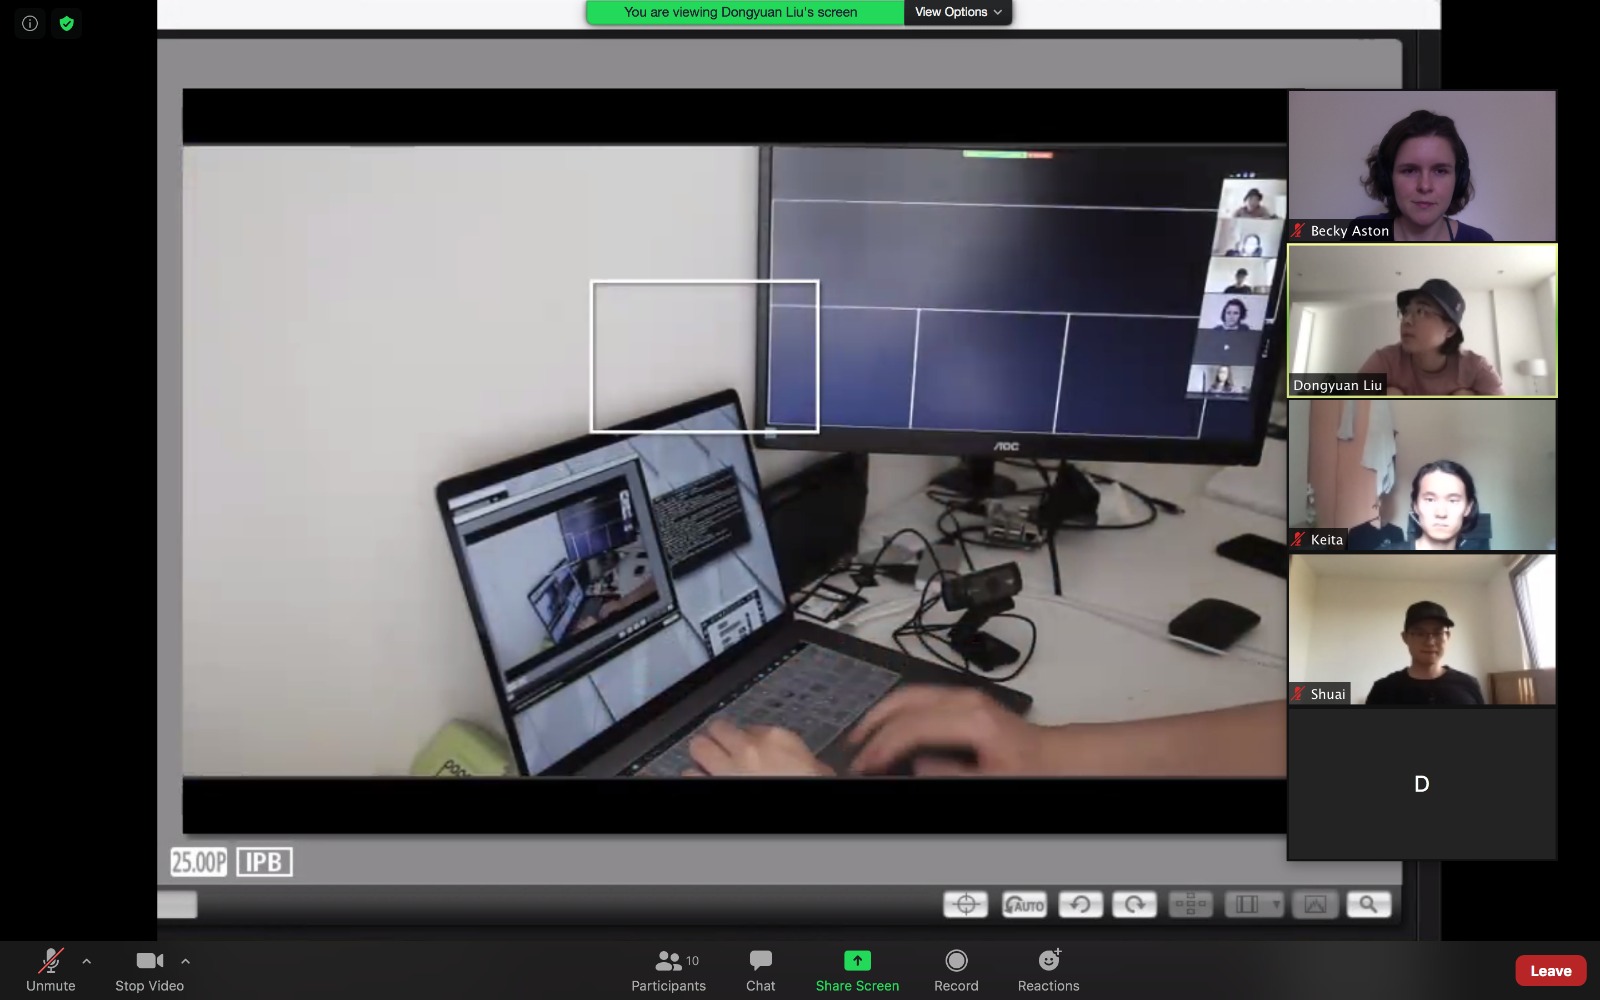 You are viewing Dongyuan Liu's screen
View Options
Becky Aston
Dongyuan Liu
AOC
Keita
Shuai
D
25.00P
IPB
AUTO
10
Unmute
Stop Video
Participants
Chat
Share Screen
Record
Reactions
Leave